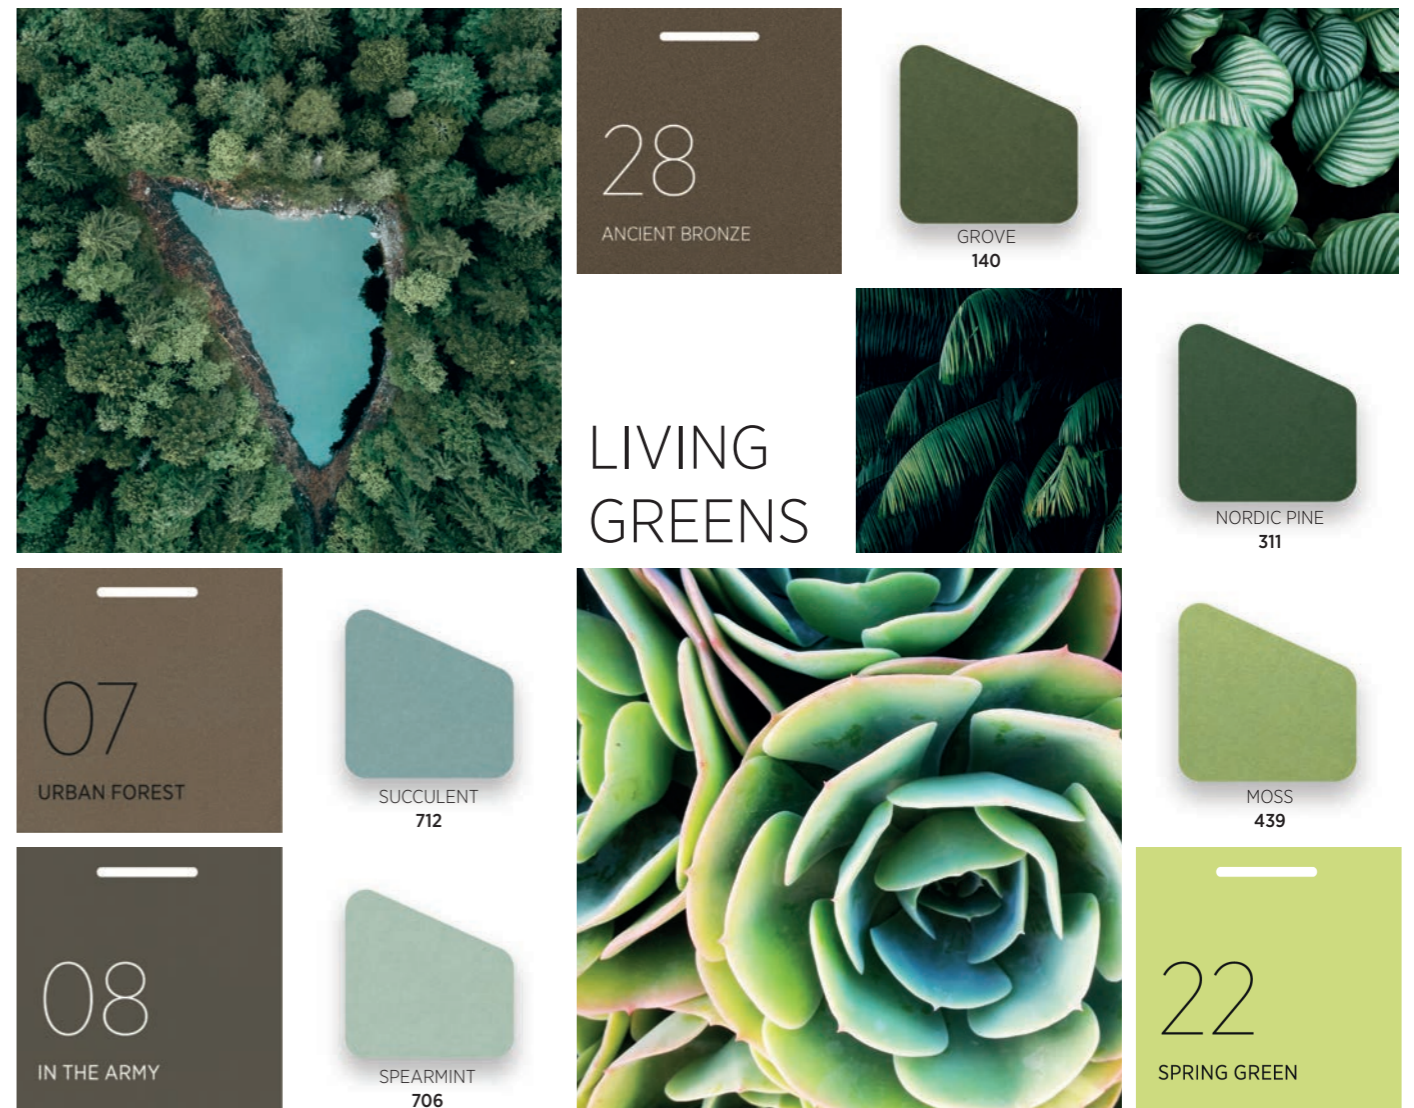 28
ANCIENT BRONZE
GROVE
140
LIVING
GREENS
NORDIC PINE
311
07
URBAN FOREST
SUCCULENT
712
MOSS
439
08
IN THE ARMY
SPEARMINT
706
22
SPRING GREEN